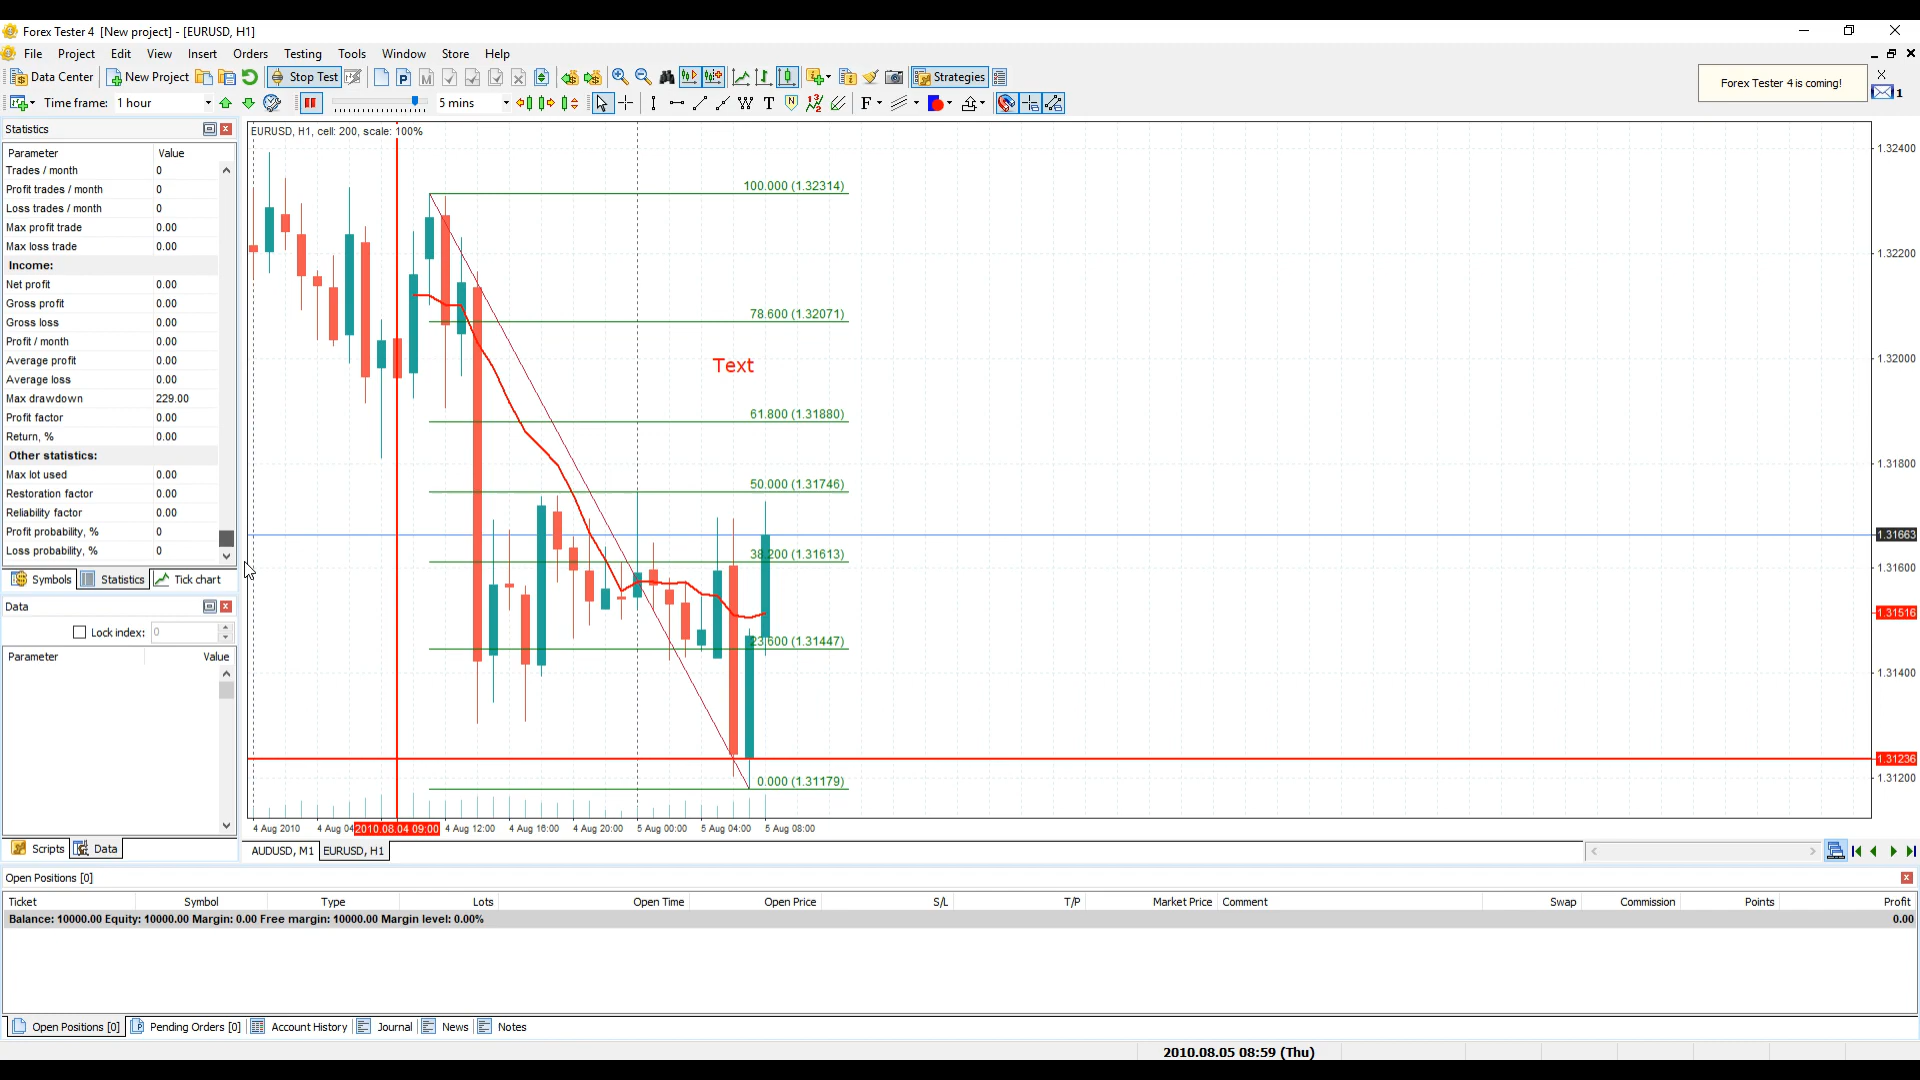 Forex Tester 4 [New project] - [EURUSD, H1]
File Project Edit View Insert Orders Testing Tools Window Store Help
Data Center New Project Stop Test Strategies
Forex Tester 4 is coming! X
Time frame: 1 hour 5 mins T F 1
Statistics
Parameter Value
Trades / month 0
Profit trades / month 0
Loss trades / month 0
Max profit trade 0.00
Max loss trade 0.00
Income:
Net profit 0.00
Gross profit 0.00
Gross loss 0.00
Profit / month 0.00
Average profit 0.00
Average loss 0.00
Max drawdown 229.00
Profit factor 0.00
Return, % 0.00
Other statistics:
Max lot used 0.00
Restoration factor 0.00
Reliability factor 0.00
Profit probability, % 0
Loss probability, % 0
Symbols Statistics Tick chart
Data
Lock index: 0
Parameter Value
Scripts Data
EURUSD, H1, cell: 200, scale: 100%
100.000 (1.32314)
78.600 (1.32071)
Text
61.800 (1.31880)
50.000 (1.31746)
38.200 (1.31613)
23.600 (1.31447)
0.000 (1.31179)
1.32400
1.32200
1.32000
1.31800
1.31663
1.31600
1.31516
1.31400
1.31236
1.31200
4 Aug 2010 4 Aug 04 2010.08.04 09:00 4 Aug 12:00 4 Aug 16:00 4 Aug 20:00 5 Aug 00:00 5 Aug 04:00 5 Aug 08:00
AUDUSD, M1 EURUSD, H1
Open Positions [0]
Ticket Symbol Type Lots Open Time Open Price S/L T/P Market Price Comment Swap Commission Points Profit
Balance: 10000.00 Equity: 10000.00 Margin: 0.00 Free margin: 10000.00 Margin level: 0.00% 0.00
Open Positions [0] Pending Orders [0] Account History Journal News Notes
2010.08.05 08:59 (Thu)